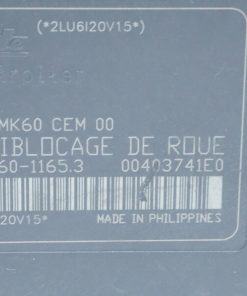 (*2LU6I20V15*)
MK60 CEM 00
IBLOCAGE DE ROUE
60-1165.3 00403741E0
20V15*) MADE IN PHILIPPINES